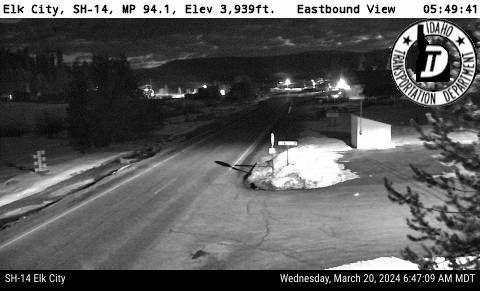 Elk City, SH-14, MP 94.1, Elev 3,939ft. Eastbound View 05:49:41
IDAHO
TRANSPORTATION DEPARTMENT
SH-14 Elk City Wednesday, March 20, 2024 6:47:09 AM MDT